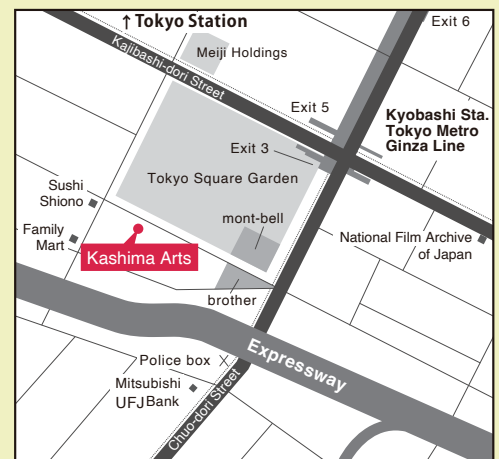 ↑ Tokyo Station
Exit 6
Meiji Holdings
Kajibashi-dori Street
Exit 5
Kyobashi Sta.
Tokyo Metro
Ginza Line
Exit 3
Tokyo Square Garden
Sushi
Shiono
mont-bell
Family
Mart
National Film Archive
of Japan
Kashima Arts
brother
Expressway
Police box
Mitsubishi
UFJ Bank
Chuo-dori Street